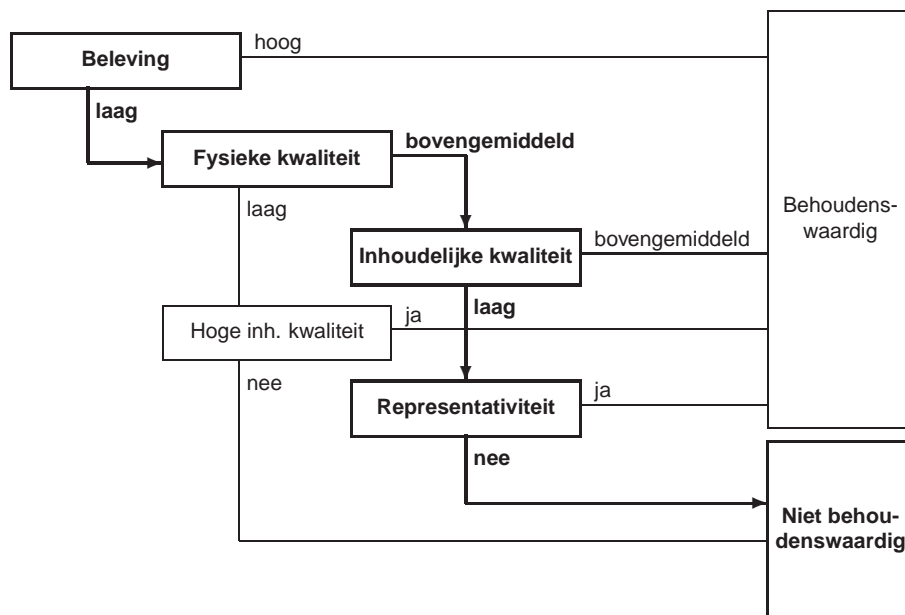 hoog
Beleving
laag
bovengemiddeld
Fysieke kwaliteit
laag
Behoudens-
waardig
bovengemiddeld
Inhoudelijke kwaliteit
laag
ja
Hoge inh. kwaliteit
nee
ja
Representativiteit
nee
Niet behou-
denswaardig